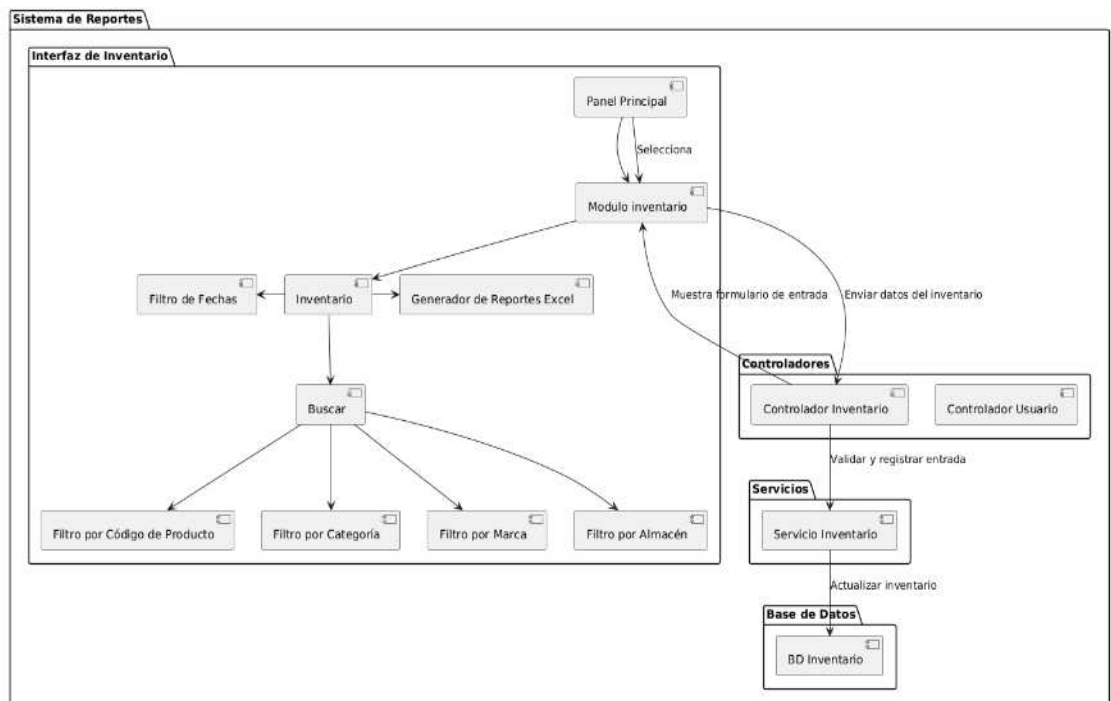 Sistema de Reportes
Interfaz de Inventario
Panel Principal
Selecciona
Modulo inventario
Filtro de Fechas
Inventario
Generador de Reportes Excel
Muestra formulario de entrada
Enviar datos del inventario
Controladores
Buscar
Controlador Inventario
Controlador Usuario
Validar y registrar entrada
Servicios
Filtro por Código de Producto
Filtro por Categoría
Filtro por Marca
Filtro por Almacén
Servicio Inventario
Actualizar inventario
Base de Datos
BD Inventario